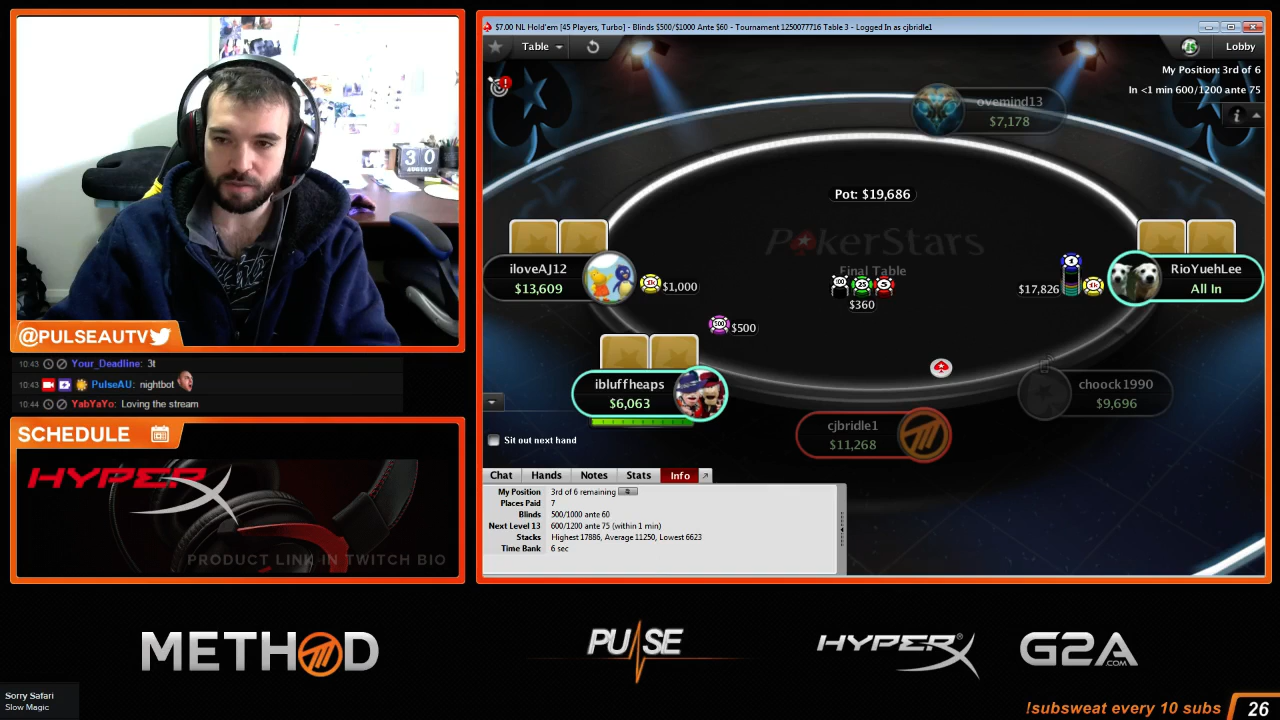 $7.00 NL Hold'em [45 Players, Turbo] - Blinds $500/$1000 Ante $60 - Tournament 1250077716 Table 3 - Logged In as cjbridle1
Table
Lobby
My Position: 3rd of 6
In <1 min 600/1200 ante 75
ovemind13
$7,178
30
AUGUST
Pot: $19,686
PokerStars
Final Table
iloveAJ12
$13,609
$1,000
$360
$17,826
RioYuehLee
All In
$500
ibluffheaps
$6,063
choock1990
$9,696
cjbridle1
$11,268
Sit out next hand
@PULSEAUTV
10:43 Your_Deadline: 3t
10:43 PulseAU: nightbot
10:44 YabYaYo: Loving the stream
SCHEDULE
HYPERX
PRODUCT LINK IN TWITCH BIO
Chat Hands Notes Stats Info
My Position 3rd of 6 remaining
Places Paid 7
Blinds 500/1000 ante 60
Next Level 13 600/1200 ante 75 (within 1 min)
Stacks Highest 17886, Average 11250, Lowest 6623
Time Bank 6 sec
METHOD
PULSE
HYPERX
G2A
.COM
Sorry Safari
Slow Magic
!subsweat every 10 subs 26